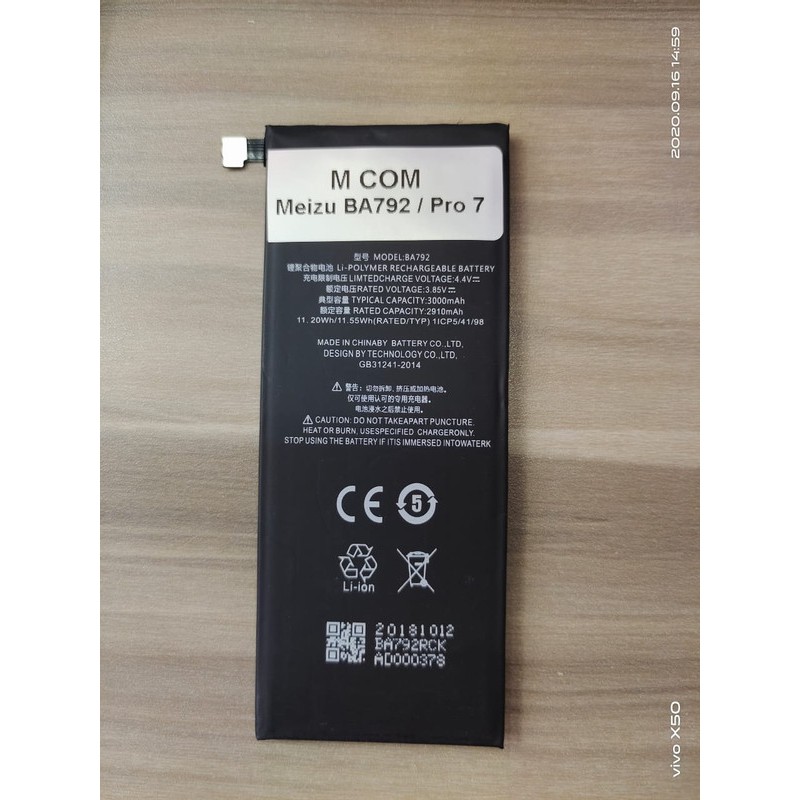 M COM
Meizu BA792 / Pro 7
型号 MODEL:BA792
锂聚合物电池 Li-POLYMER RECHARGEABLE BATTERY
充电限制电压 LIMTEDCHARGE VOLTAGE:4.4V⎓
额定电压RATED VOLTAGE:3.85V⎓
典型容量 TYPICAL CAPACITY:3000mAh
额定容量 RATED CAPACITY:2910mAh
11.20Wh/11.55Wh(RATED/TYP) 1ICP5/41/98
MADE IN CHINABY BATTERY CO.,LTD,
DESIGN BY TECHNOLOGY CO.,LTD.
GB31241-2014
⚠ 警告：切勿拆卸，挤压或加热电池。
仅可使用认可的专用充电器。
电池浸水之后禁止使用。
⚠ CAUTION: DO NOT TAKEAPART PUNCTURE.
HEAT OR BURN, USESPECIFIED CHARGERONLY.
STOP USING THE BATTERY IF ITIS IMMERSED INTOWATERK
CE 5
Li-ion
20181012
BA792RCK
AD000378
2020.09.16 14:59
vivo X50